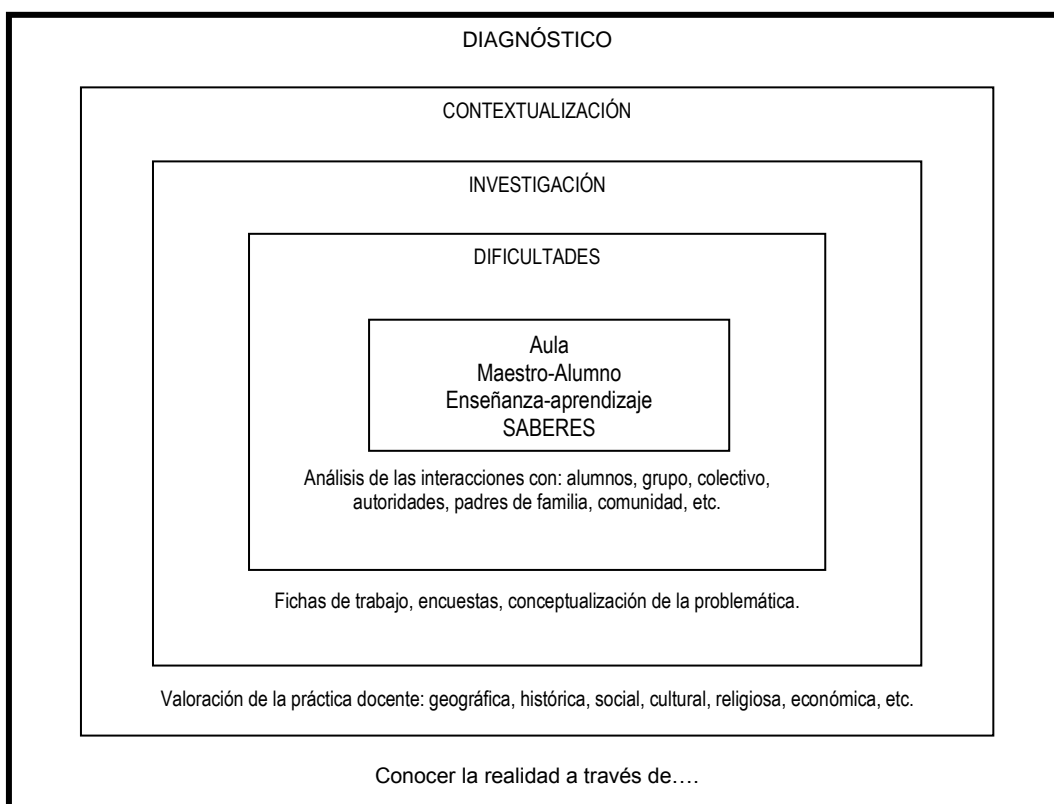 DIAGNÓSTICO
CONTEXTUALIZACIÓN
INVESTIGACIÓN
DIFICULTADES
Aula
Maestro-Alumno
Enseñanza-aprendizaje
SABERES
Análisis de las interacciones con: alumnos, grupo, colectivo,
autoridades, padres de familia, comunidad, etc.
Fichas de trabajo, encuestas, conceptualización de la problemática.
Valoración de la práctica docente: geográfica, histórica, social, cultural, religiosa, económica, etc.
Conocer la realidad a través de….